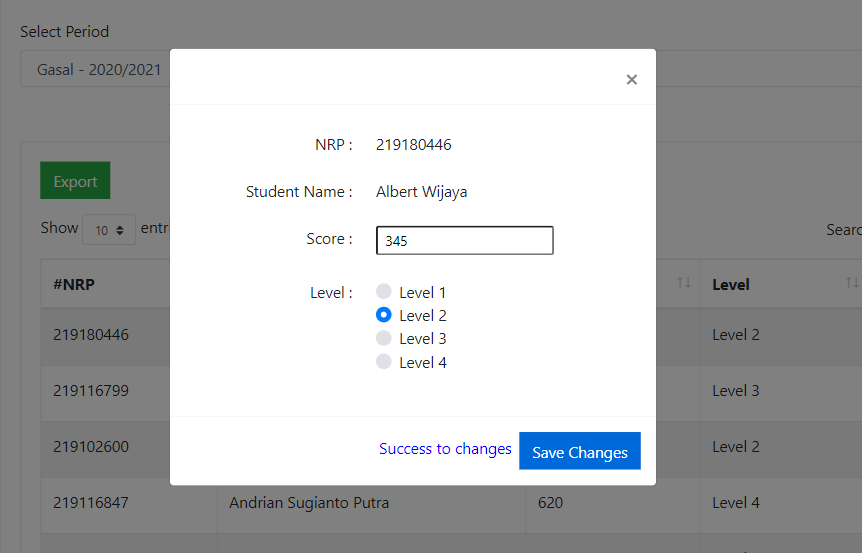 Select Period
Gasal - 2020/2021
×
NRP : 219180446
Student Name : Albert Wijaya
Score : 345
Level : Level 1
Level 2
Level 3
Level 4
Success to changes Save Changes
Export
Show 10 entri
Searc
#NRP Level
219180446 Level 2
219116799 Level 3
219102600 Level 2
219116847 Andrian Sugianto Putra 620 Level 4